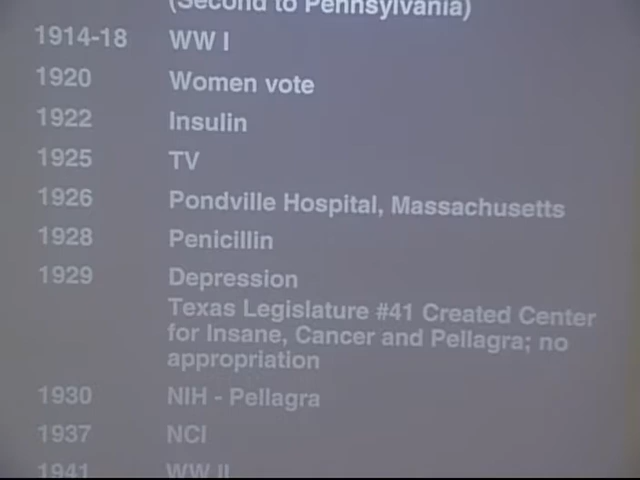 (Second to Pennsylvania)
1914-18 WW I
1920 Women vote
1922 Insulin
1925 TV
1926 Pondville Hospital, Massachusetts
1928 Penicillin
1929 Depression
Texas Legislature #41 Created Center
for Insane, Cancer and Pellagra; no
appropriation
1930 NIH - Pellagra
1937 NCI
1941 WW II